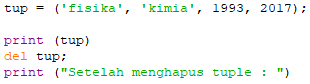 tup = ('fisika', 'kimia', 1993, 2017);
print (tup)
del tup;
print ("Setelah menghapus tuple : ")